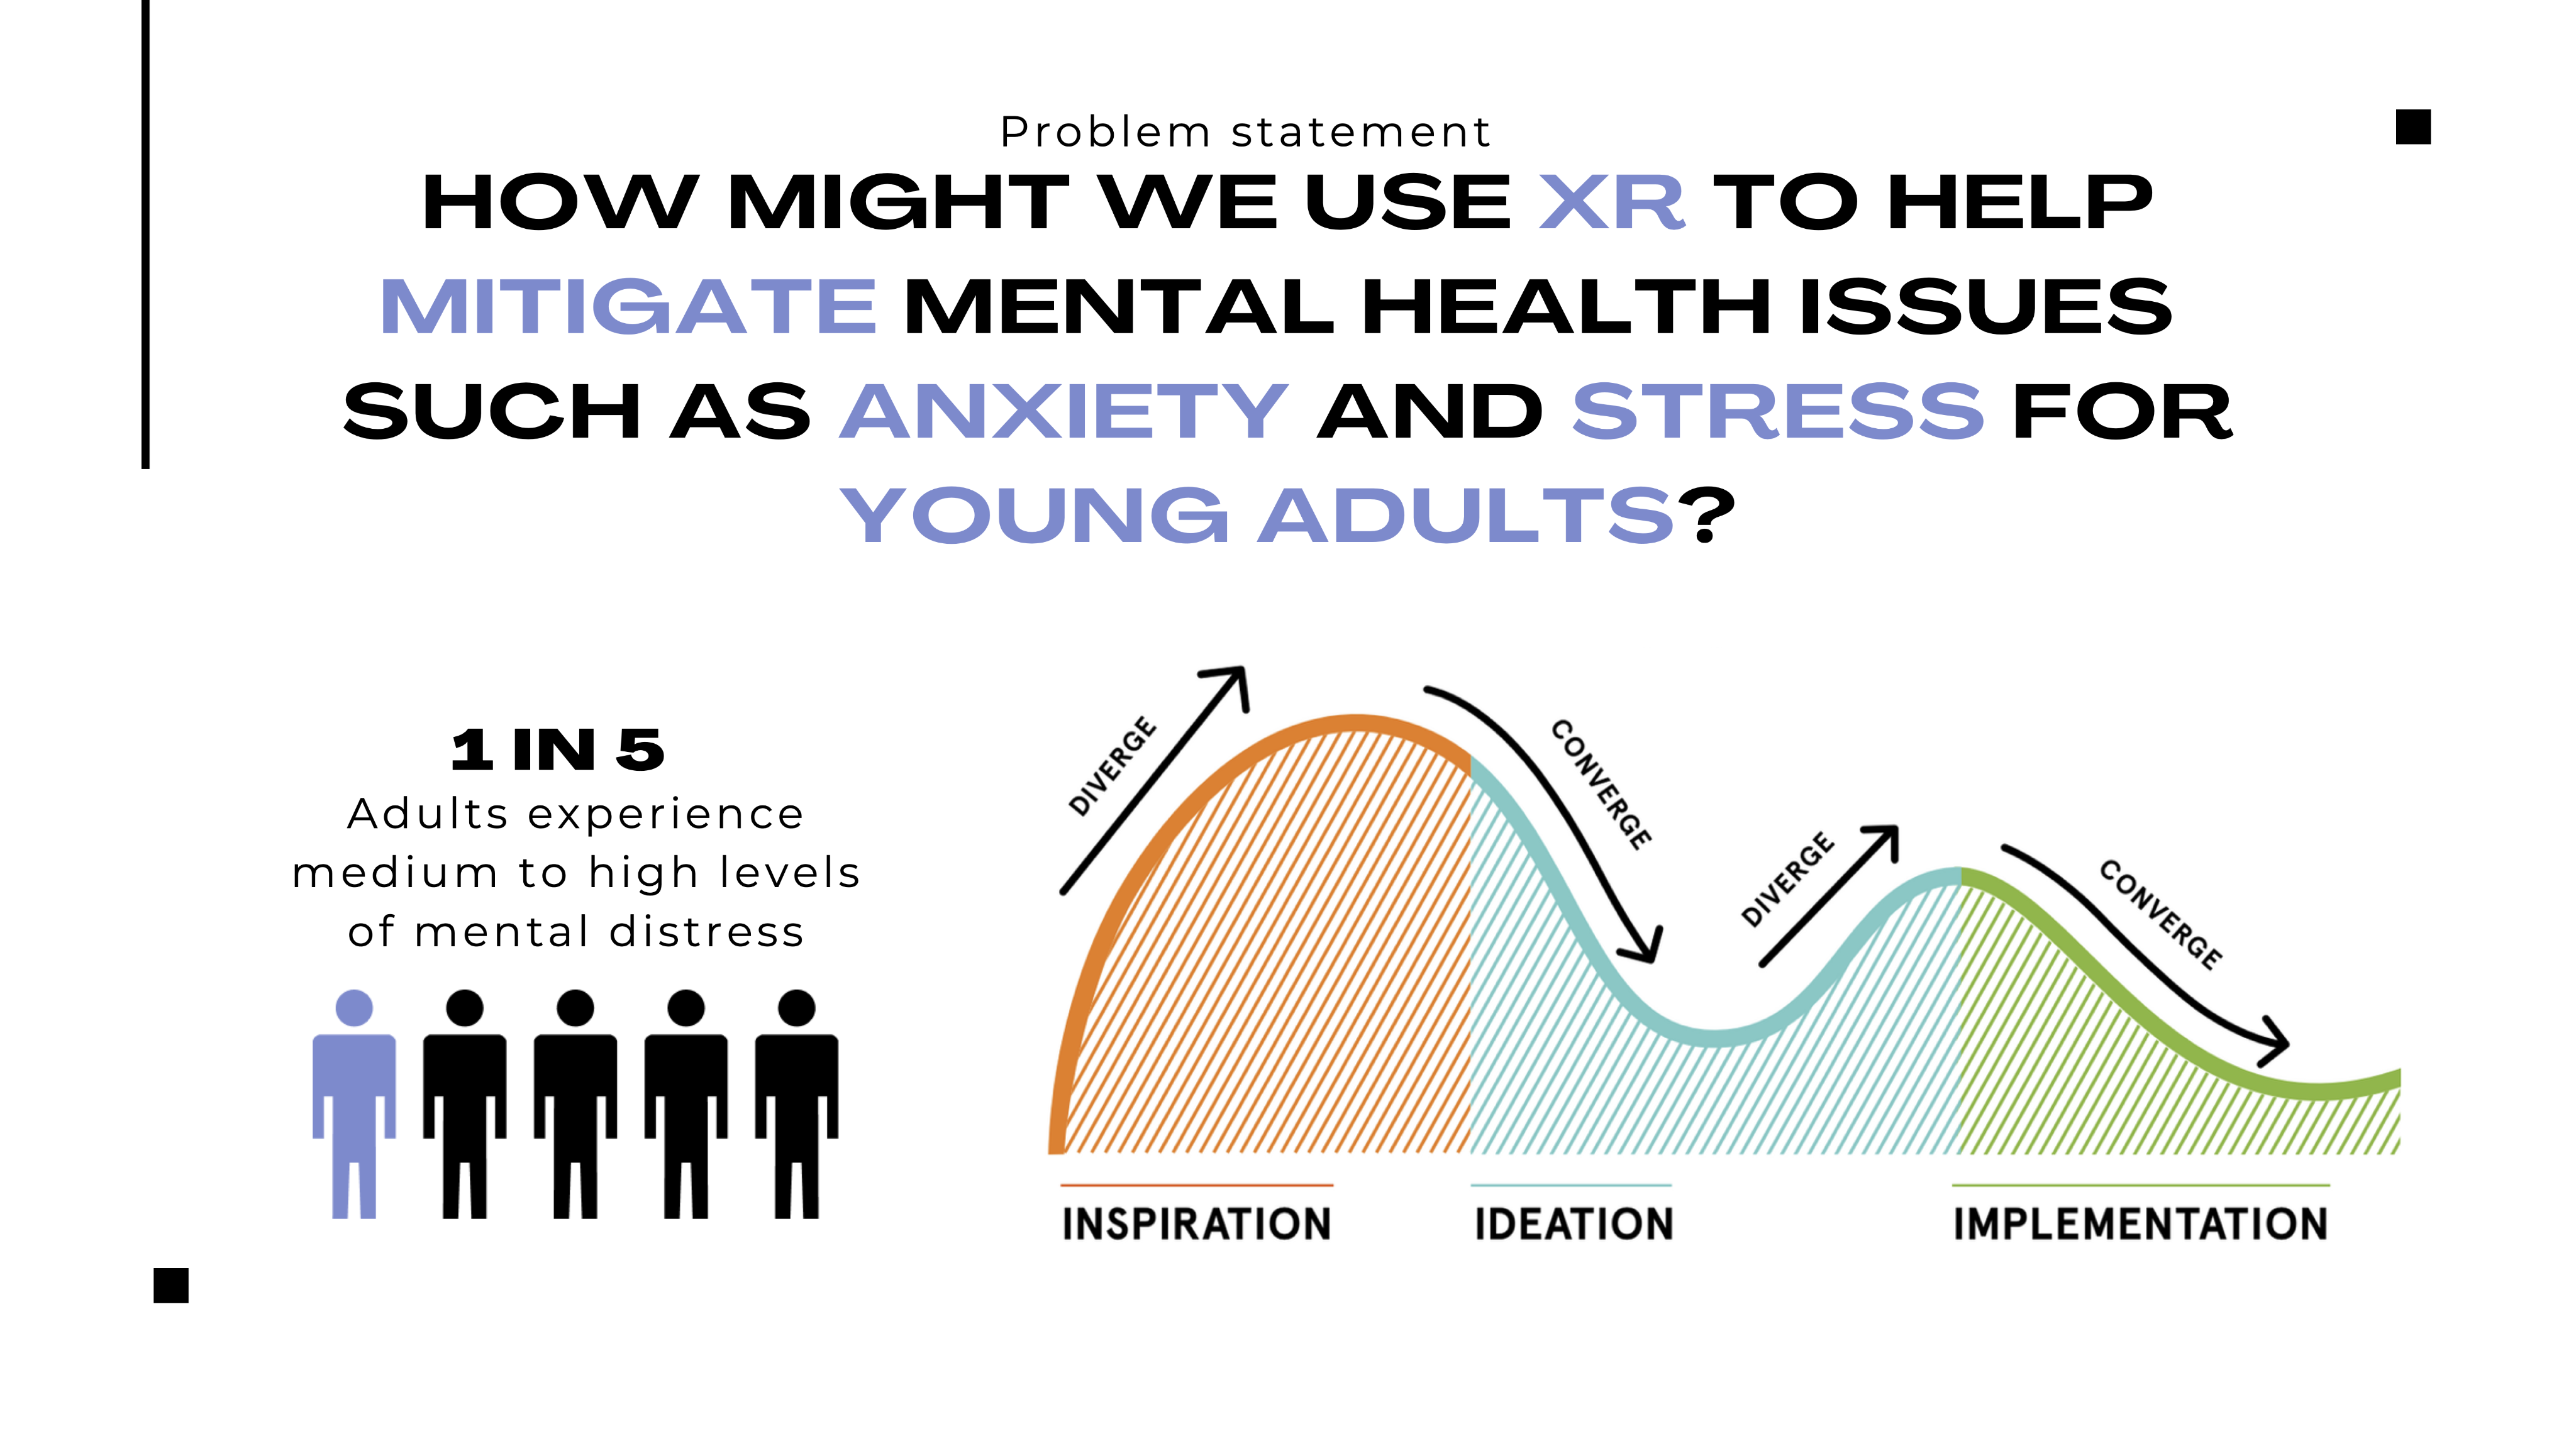 Problem statement
HOW MIGHT WE USE XR TO HELP
MITIGATE MENTAL HEALTH ISSUES
SUCH AS ANXIETY AND STRESS FOR
YOUNG ADULTS?
1 IN 5
Adults experience
medium to high levels
of mental distress
DIVERGE
CONVERGE
DIVERGE
CONVERGE
INSPIRATION
IDEATION
IMPLEMENTATION